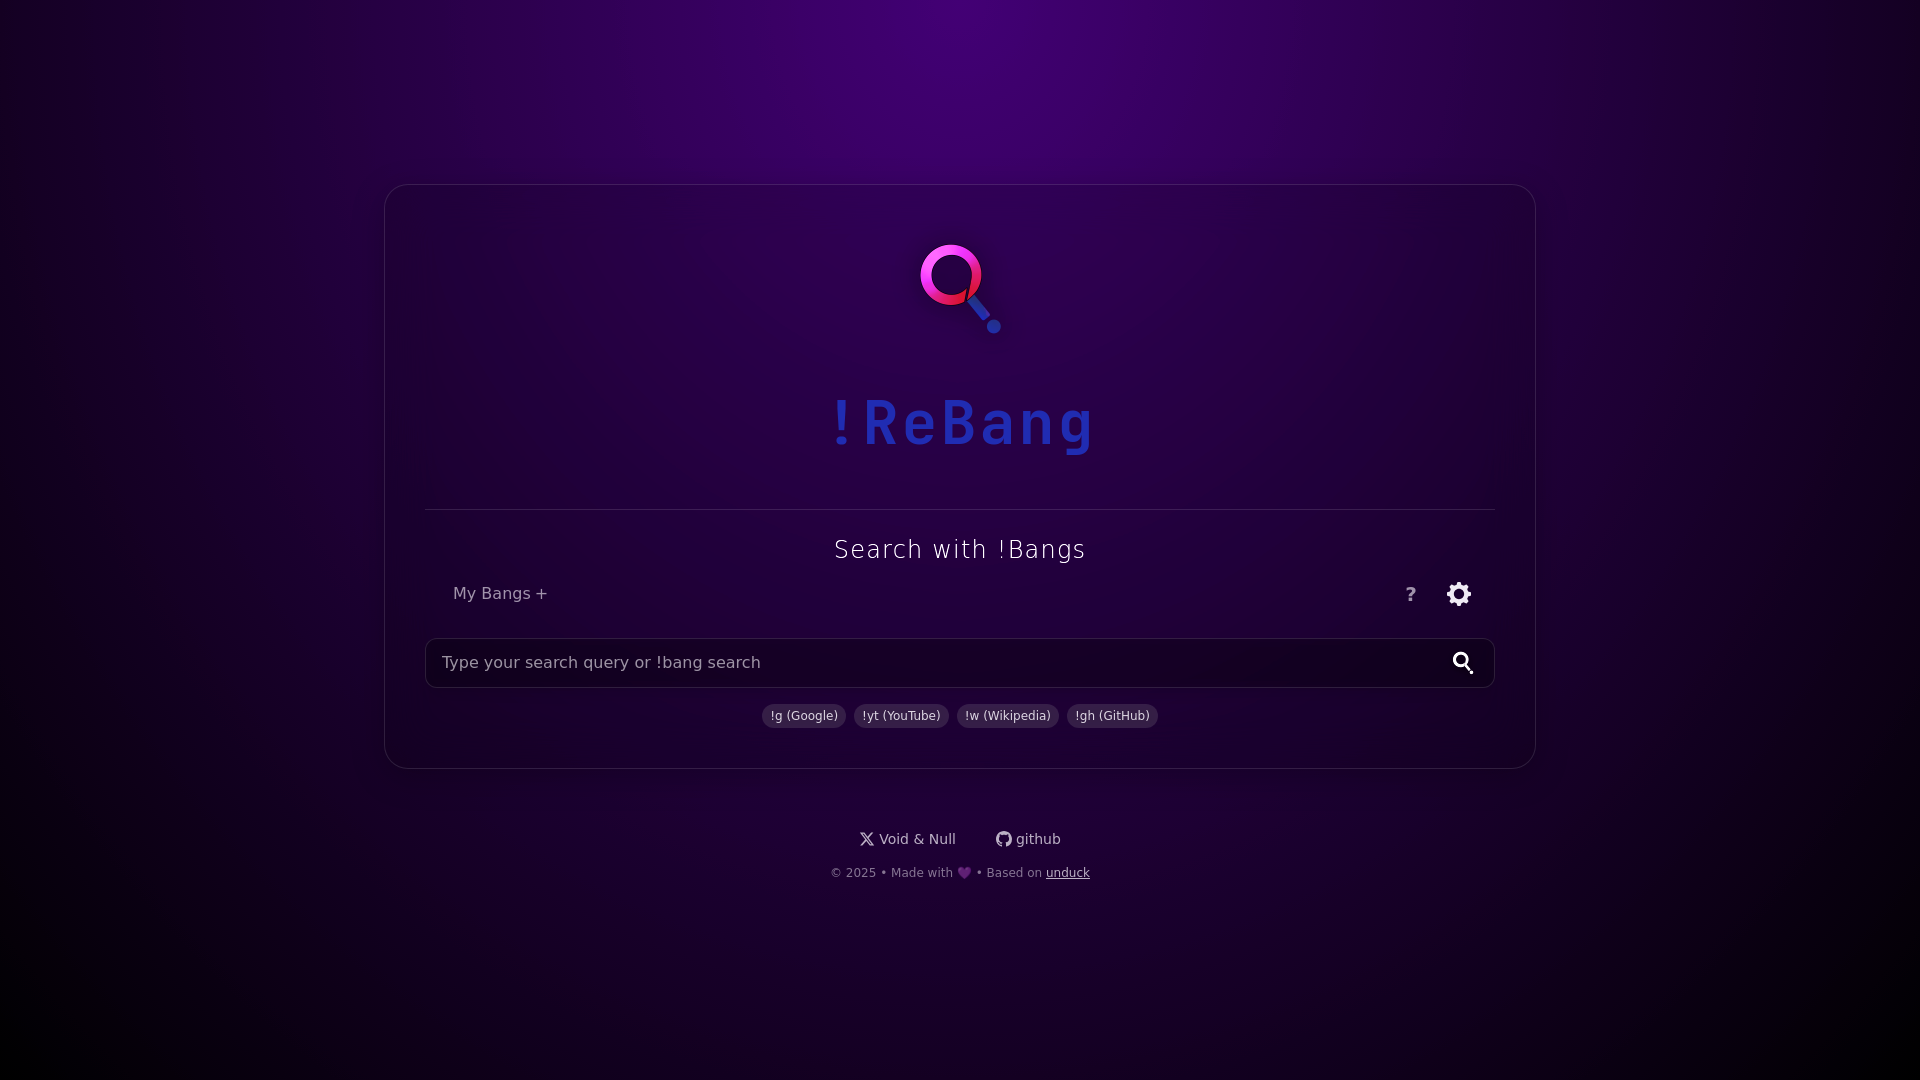 !ReBang
Search with !Bangs
My Bangs + ?
Type your search query or !bang search
!g (Google) !yt (YouTube) !w (Wikipedia) !gh (GitHub)
Void & Null github
© 2025 • Made with 💜 • Based on unduck